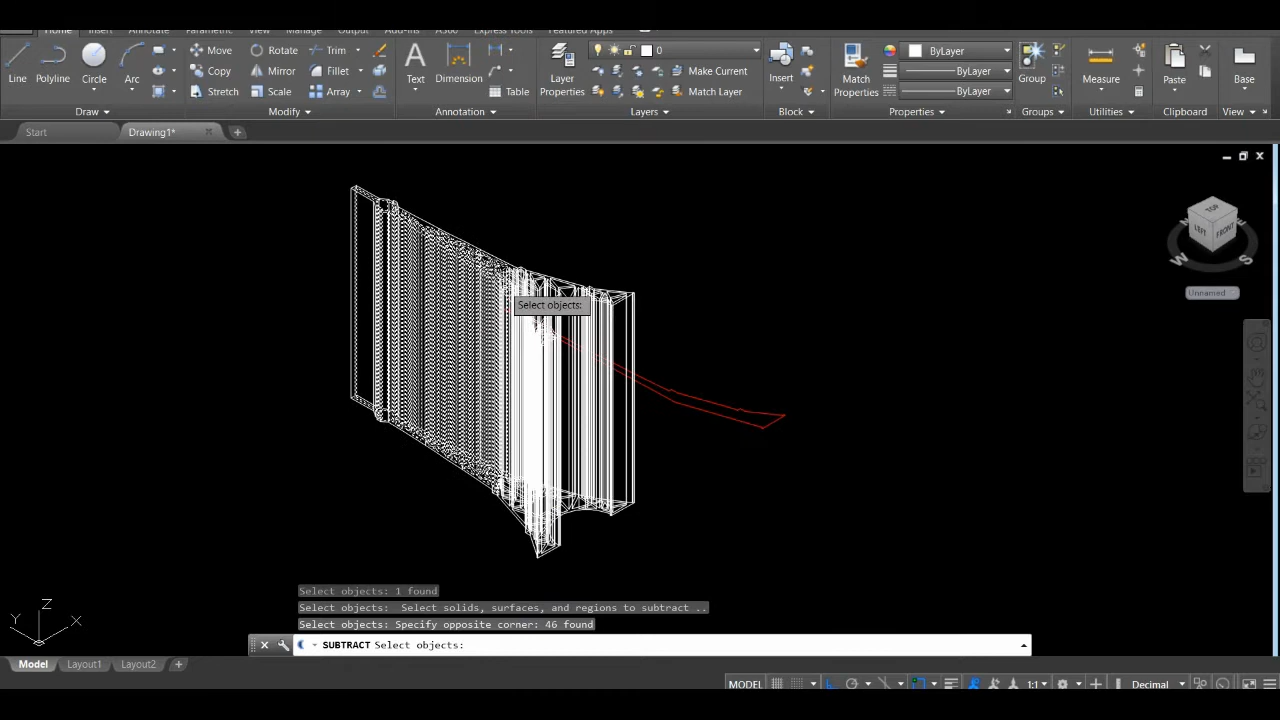 Home Insert Annotate Parametric View Manage Output Add-ins A360 Express Tools Featured Apps
Line Polyline Circle Arc
Move Rotate Trim
Copy Mirror Fillet
Stretch Scale Array
Text Dimension Table
Layer Properties
0
Make Current
Match Layer
Insert
Match Properties
ByLayer
ByLayer
ByLayer
Group
Measure
Paste
Base
Draw Modify Annotation Layers Block Properties Groups Utilities Clipboard View
Start Drawing1*
TOP
LEFT FRONT
W S
Unnamed
Select objects:
Select objects: 1 found
Select objects: Select solids, surfaces, and regions to subtract ..
Select objects: Specify opposite corner: 46 found
SUBTRACT Select objects:
Z
Y X
Model Layout1 Layout2
MODEL 1:1 Decimal